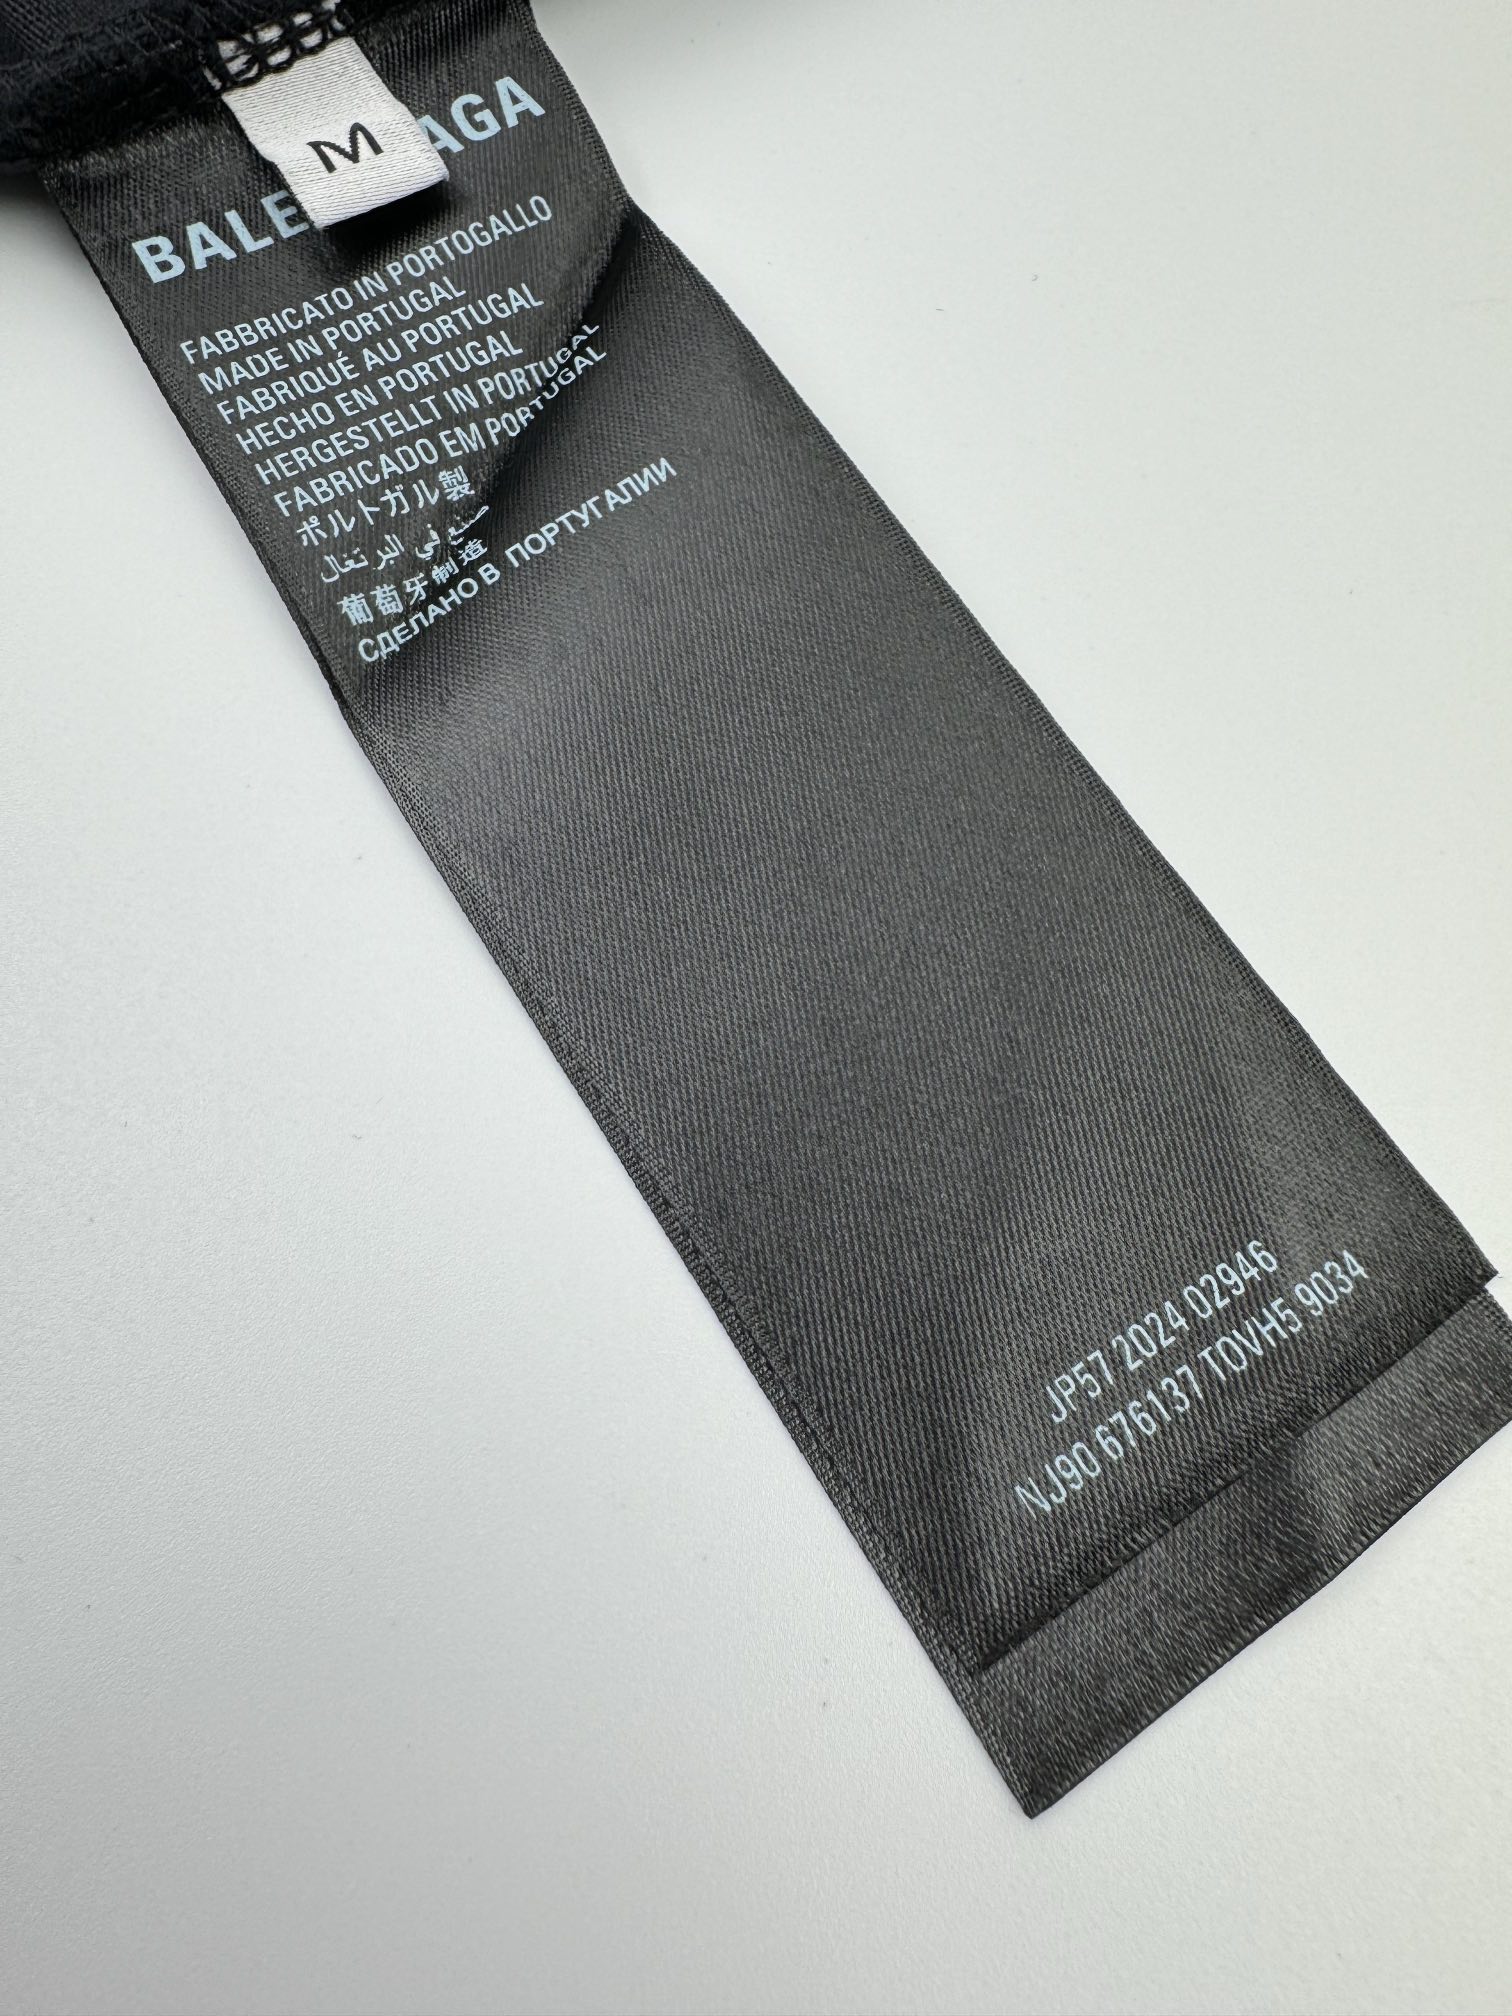 M
BALE AGA
FABBRICATO IN PORTOGALLO
MADE IN PORTUGAL
FABRIQUÉ AU PORTUGAL
HECHO EN PORTUGAL
HERGESTELLT IN PORTUGAL
FABRICADO EM PORTUGAL
ポルトガル製
صنع في البرتغال
葡萄牙制造
СДЕЛАНО В ПОРТУГАЛИИ
JP57 2024 02946
NJ90 676137 TOVH5 9034